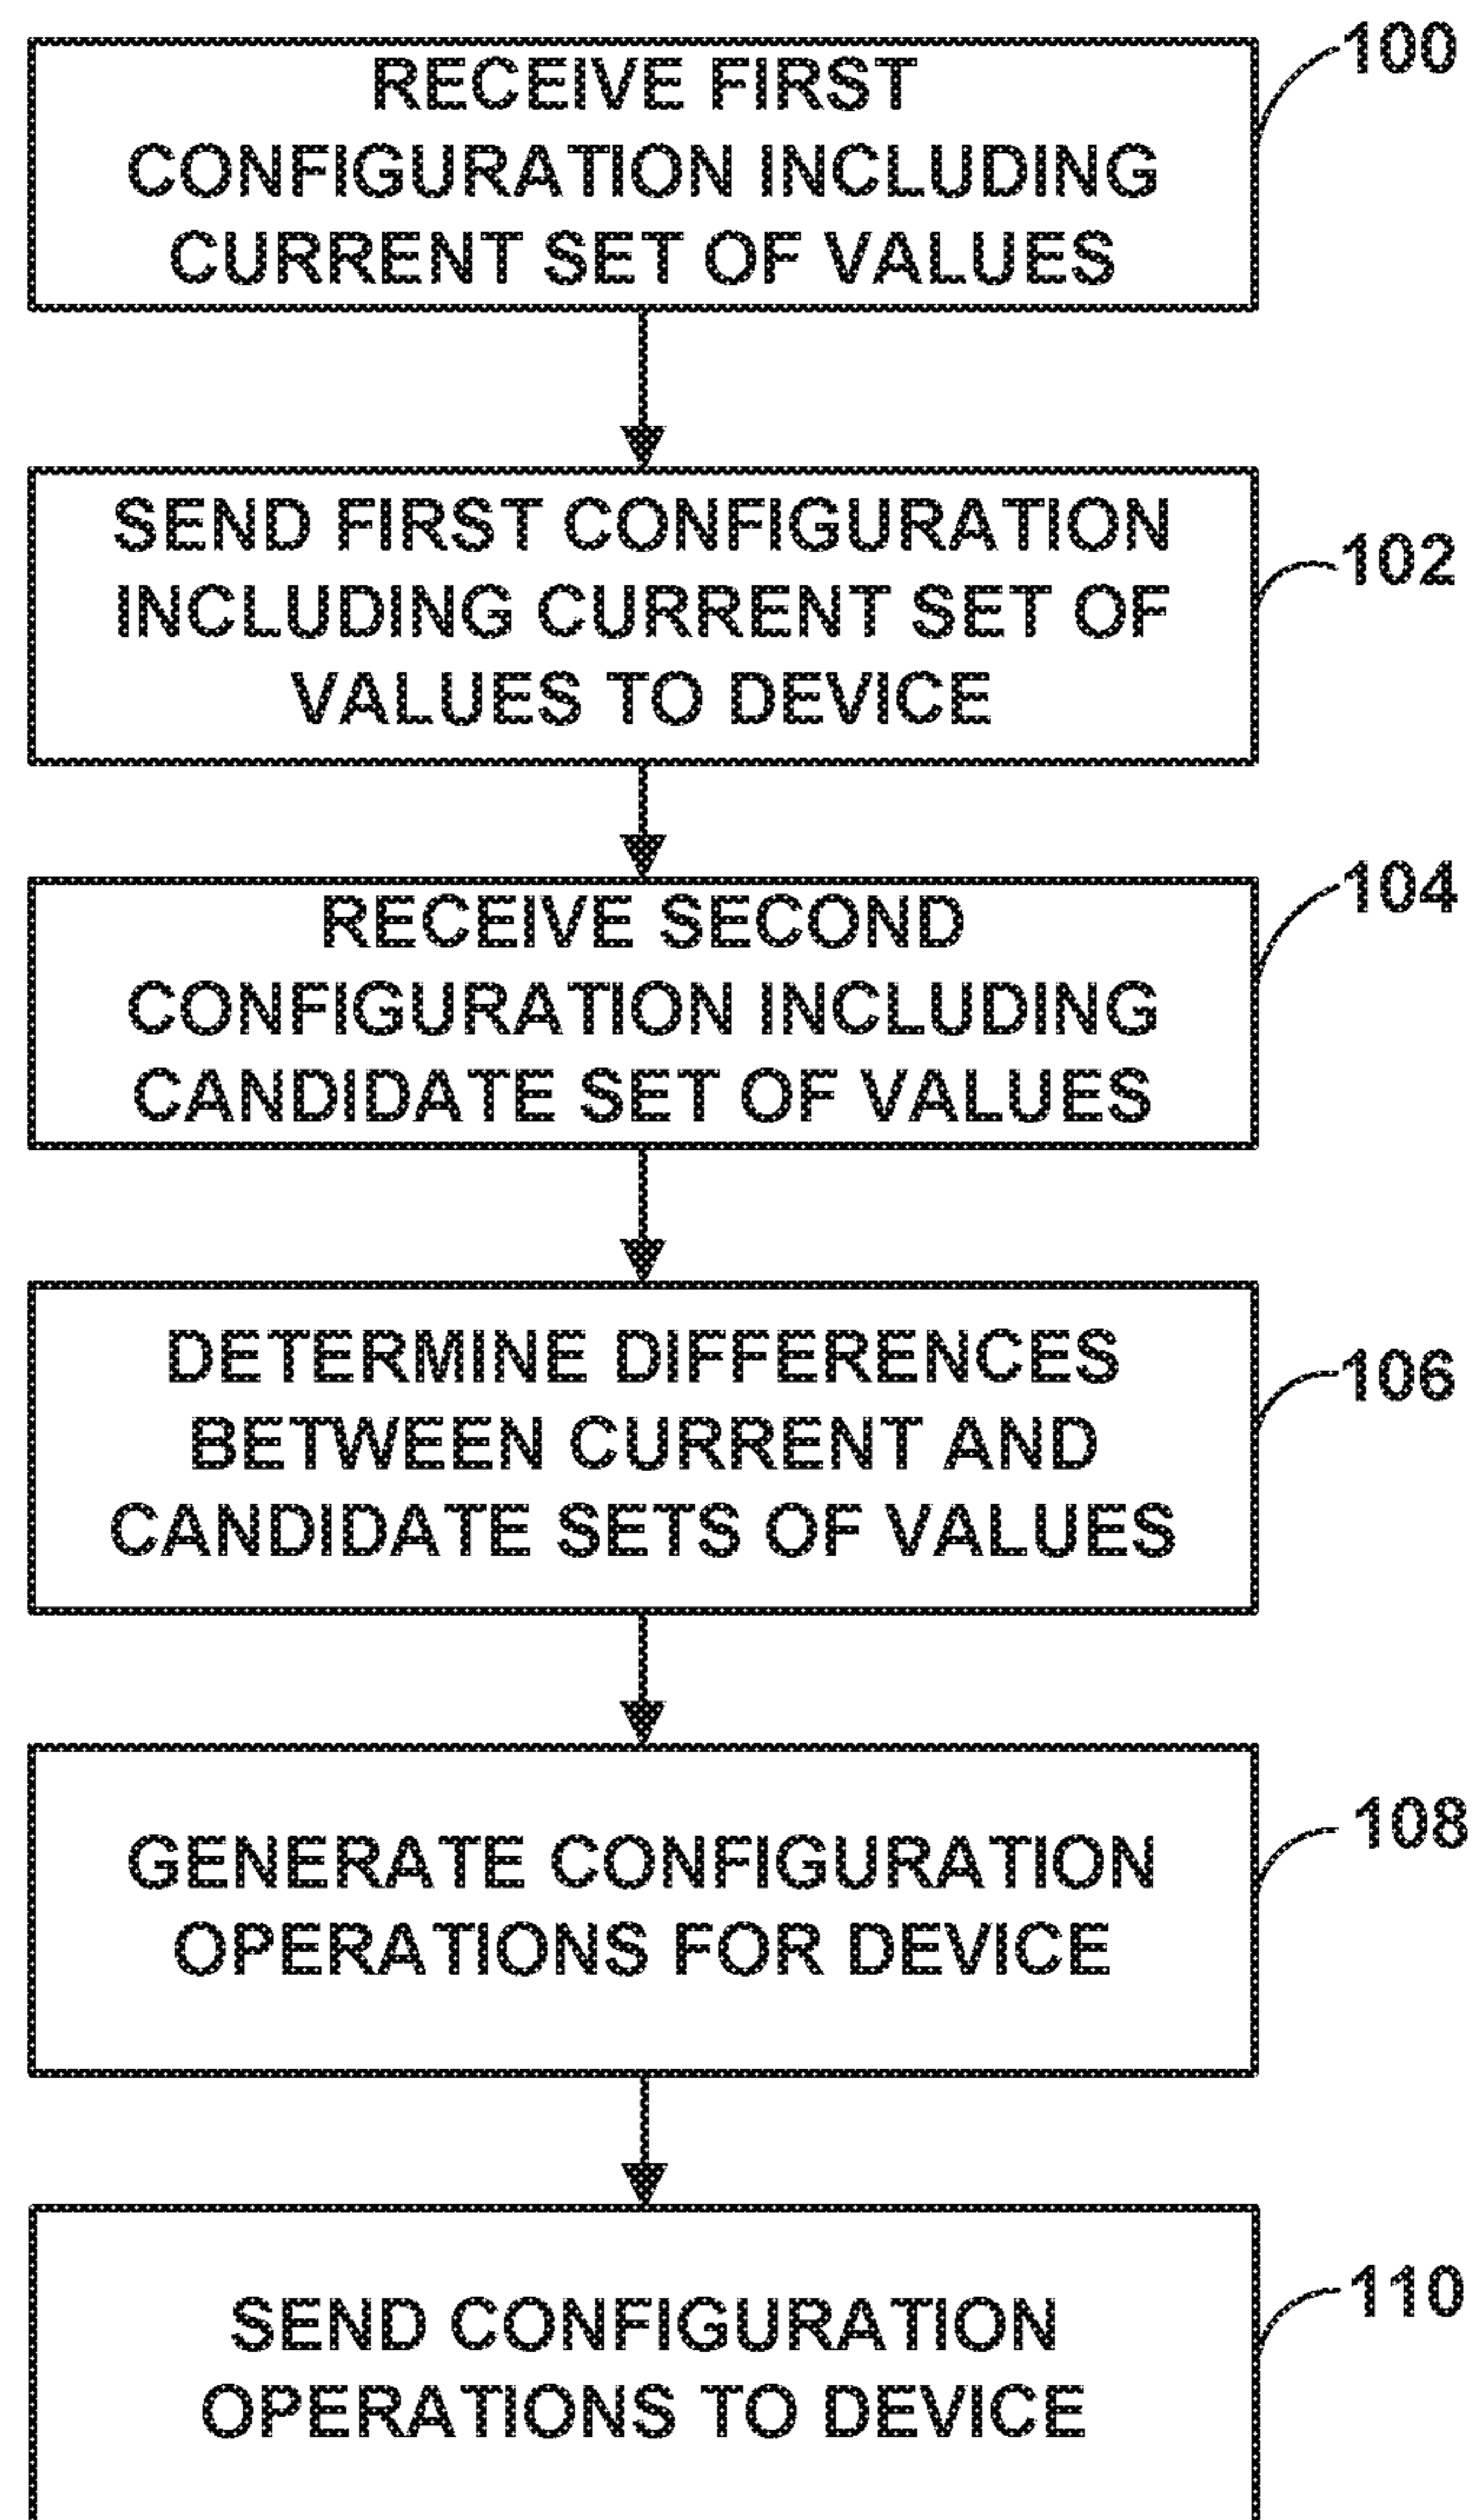 RECEIVE FIRST
CONFIGURATION INCLUDING
CURRENT SET OF VALUES
100
SEND FIRST CONFIGURATION
INCLUDING CURRENT SET OF
VALUES TO DEVICE
102
RECEIVE SECOND
CONFIGURATION INCLUDING
CANDIDATE SET OF VALUES
104
DETERMINE DIFFERENCES
BETWEEN CURRENT AND
CANDIDATE SETS OF VALUES
106
GENERATE CONFIGURATION
OPERATIONS FOR DEVICE
108
SEND CONFIGURATION
OPERATIONS TO DEVICE
110